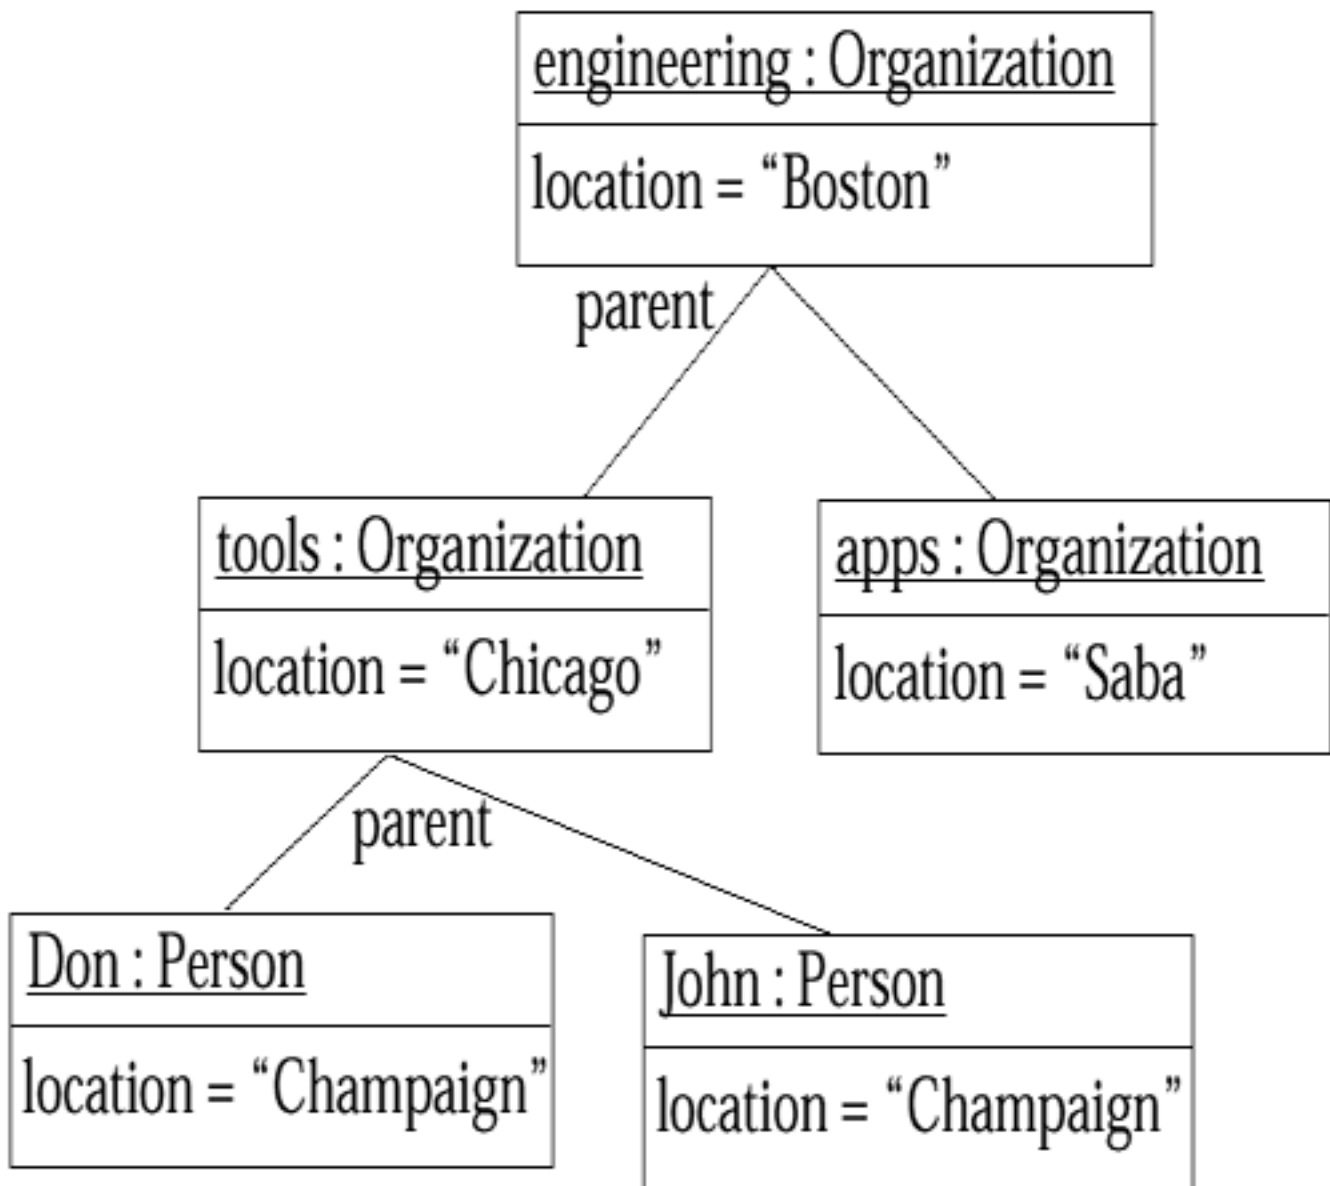 engineering : Organization
location = “Boston”
parent
tools : Organization
location = “Chicago”
apps : Organization
location = “Saba”
parent
Don : Person
location = “Champaign”
John : Person
location = “Champaign”